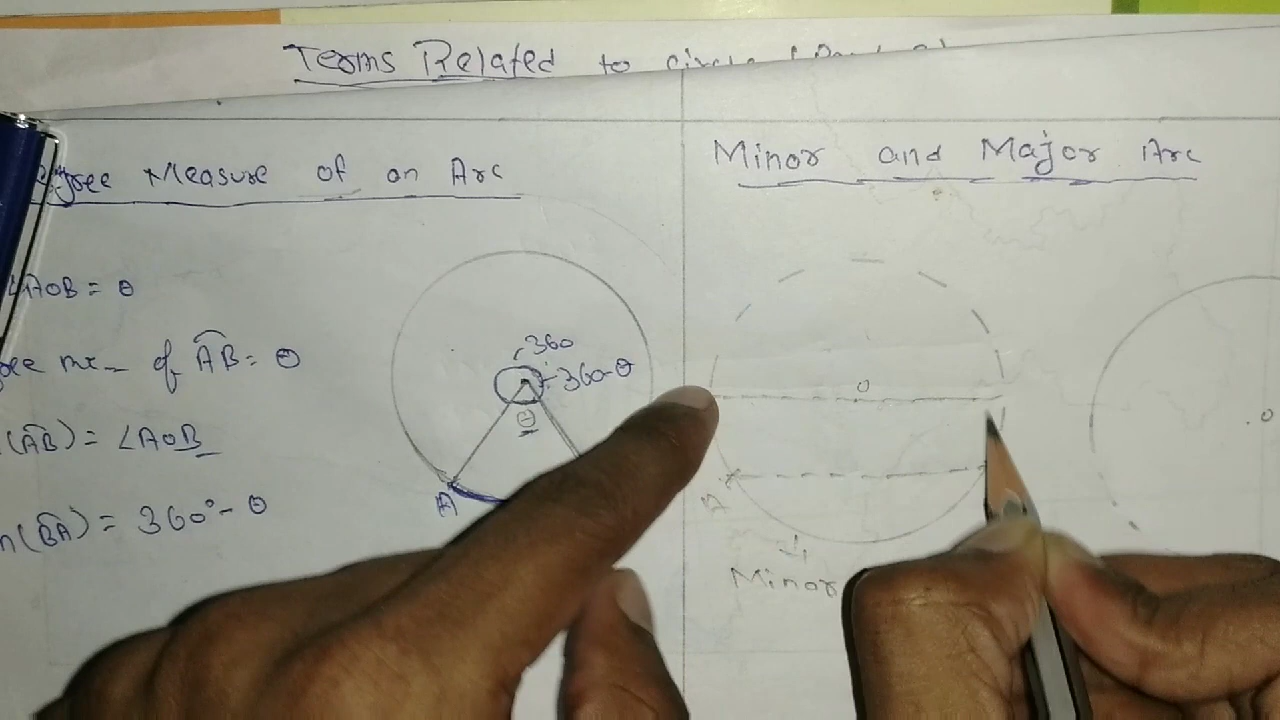 Terms Related to circle
Measure of an Arc
∠AOB = θ
of AB = θ
(AB) = ∠AOB
m(BA) = 360° - θ
360
360-θ
θ
A
Minor and Major Arc
O
A
Minor
O